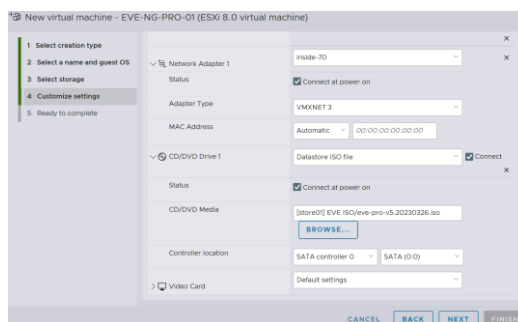 New virtual machine - EVE-NG-PRO-01 (ESXi 8.0 virtual machine)
1 Select creation type
2 Select a name and guest OS
3 Select storage
4 Customize settings
5 Ready to complete
Network Adapter 1
inside-70
Status
Connect at power on
Adapter Type
VMXNET 3
MAC Address
Automatic
00:00:00:00:00:00
CD/DVD Drive 1
Datastore ISO file
Connect
Status
Connect at power on
CD/DVD Media
[store01] EVE ISO/eve-pro-v5.20230326.iso
BROWSE...
Controller location
SATA controller 0
SATA (0:0)
Video Card
Default settings
CANCEL
BACK
NEXT
FINISH